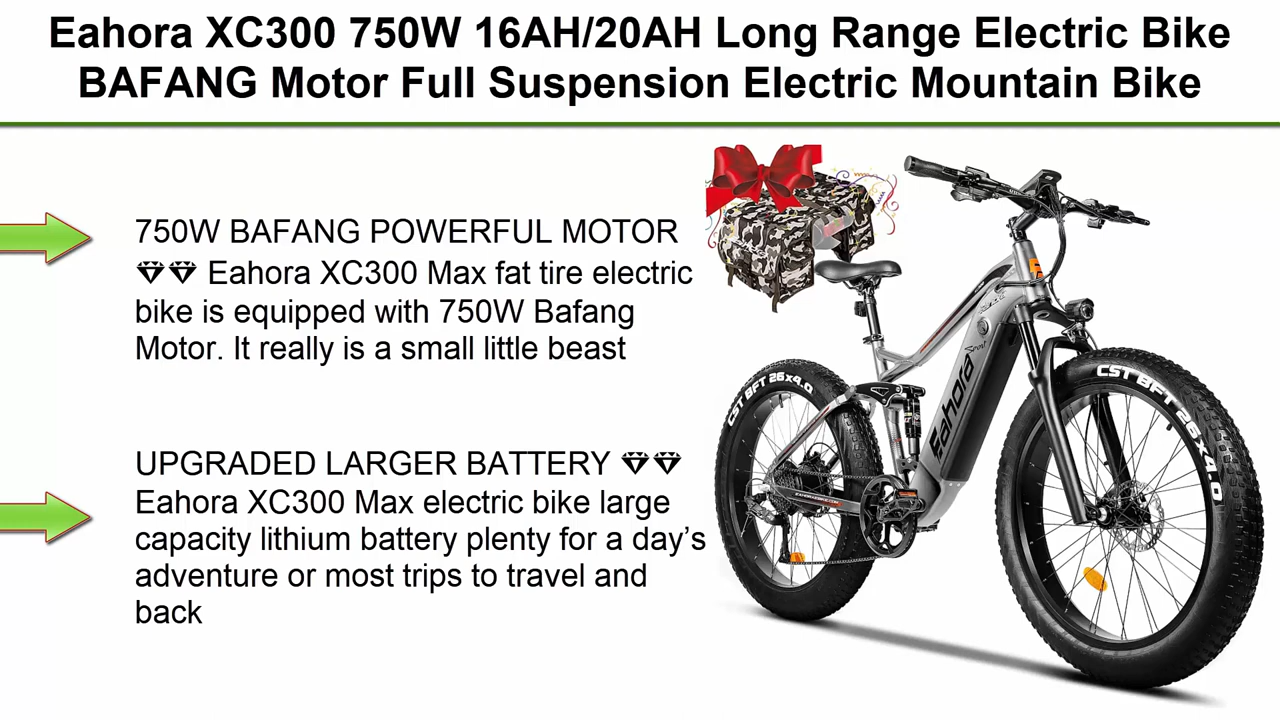 Eahora XC300 750W 16AH/20AH Long Range Electric Bike
BAFANG Motor Full Suspension Electric Mountain Bike
750W BAFANG POWERFUL MOTOR
💎💎 Eahora XC300 Max fat tire electric
bike is equipped with 750W Bafang
Motor. It really is a small little beast
UPGRADED LARGER BATTERY 💎💎
Eahora XC300 Max electric bike large
capacity lithium battery plenty for a day’s
adventure or most trips to travel and
back
CST BFT 26x4.0
Eahora
CST BFT 26x4.0